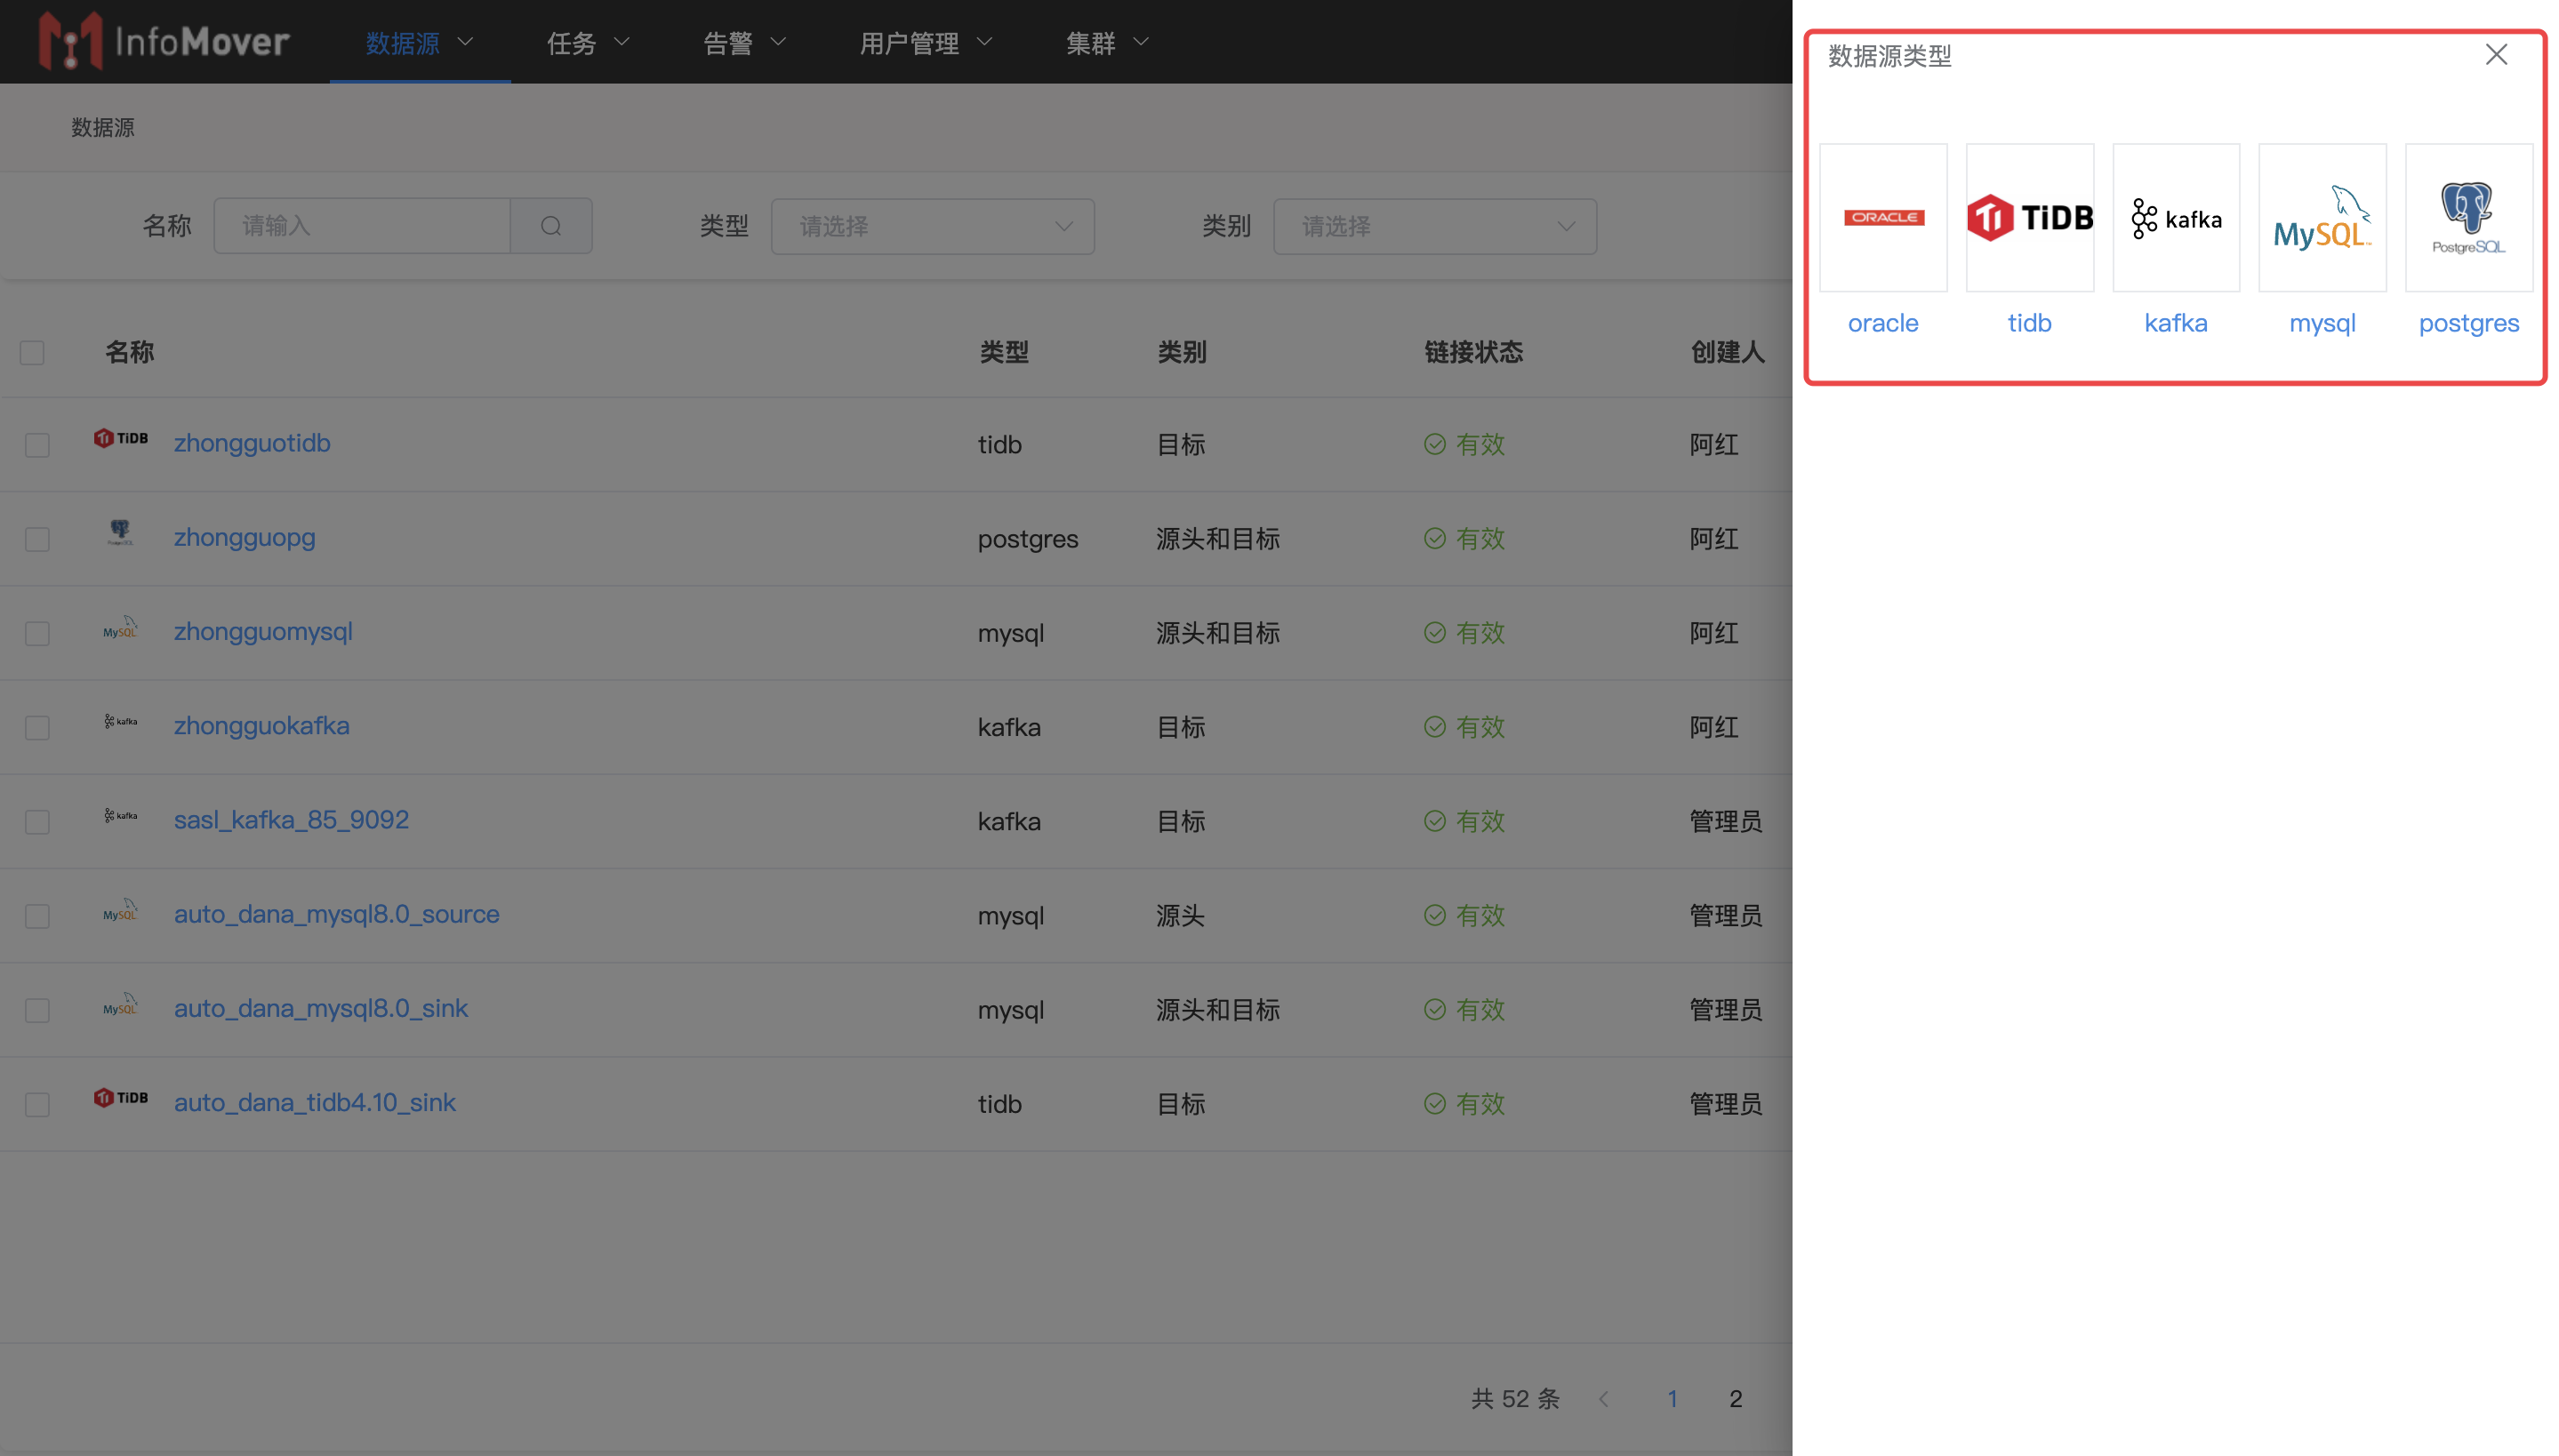 InfoMover 数据源 任务 告警 用户管理 集群
数据源
名称 请输入 类型 请选择 类别 请选择
名称 类型 类别 链接状态 创建人
TiDB zhongguotidb tidb 目标 有效 阿红
PostgreSQL zhongguopg postgres 源头和目标 有效 阿红
MySQL zhongguomysql mysql 源头和目标 有效 阿红
kafka zhongguokafka kafka 目标 有效 阿红
kafka sasl_kafka_85_9092 kafka 目标 有效 管理员
MySQL auto_dana_mysql8.0_source mysql 源头 有效 管理员
MySQL auto_dana_mysql8.0_sink mysql 源头和目标 有效 管理员
TiDB auto_dana_tidb4.10_sink tidb 目标 有效 管理员
共 52 条 1 2
数据源类型
ORACLE TiDB kafka MySQL™ PostgreSQL
oracle tidb kafka mysql postgres